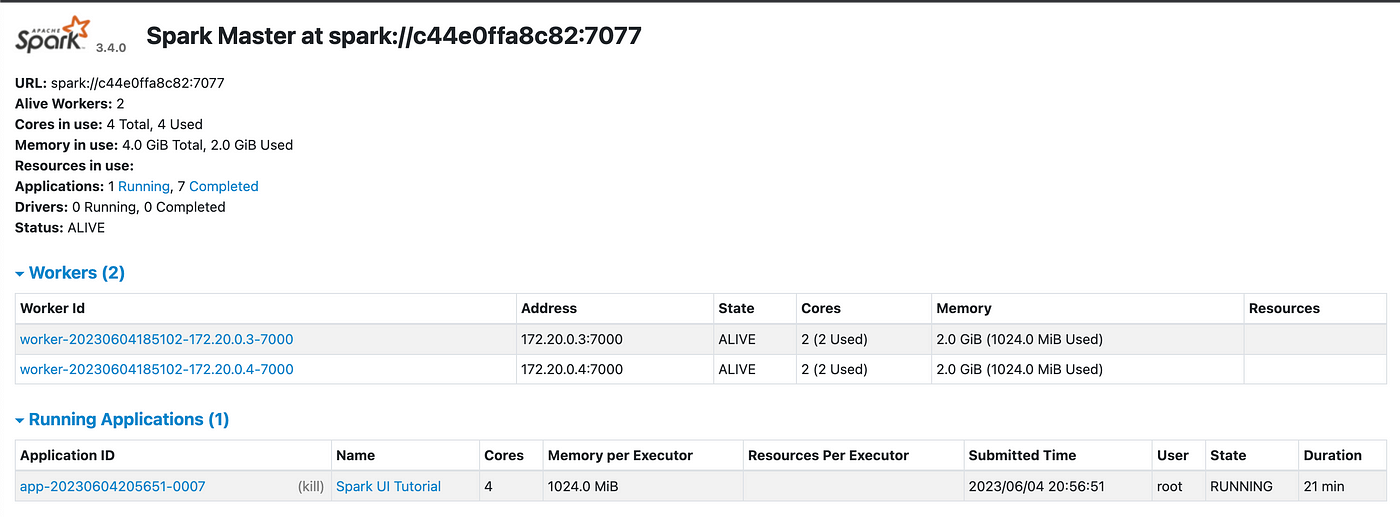 APACHE
Spark 3.4.0 Spark Master at spark://c44e0ffa8c82:7077
URL: spark://c44e0ffa8c82:7077
Alive Workers: 2
Cores in use: 4 Total, 4 Used
Memory in use: 4.0 GiB Total, 2.0 GiB Used
Resources in use:
Applications: 1 Running, 7 Completed
Drivers: 0 Running, 0 Completed
Status: ALIVE
Workers (2)
Worker Id Address State Cores Memory Resources
worker-20230604185102-172.20.0.3-7000 172.20.0.3:7000 ALIVE 2 (2 Used) 2.0 GiB (1024.0 MiB Used)
worker-20230604185102-172.20.0.4-7000 172.20.0.4:7000 ALIVE 2 (2 Used) 2.0 GiB (1024.0 MiB Used)
Running Applications (1)
Application ID Name Cores Memory per Executor Resources Per Executor Submitted Time User State Duration
app-20230604205651-0007 (kill) Spark UI Tutorial 4 1024.0 MiB 2023/06/04 20:56:51 root RUNNING 21 min